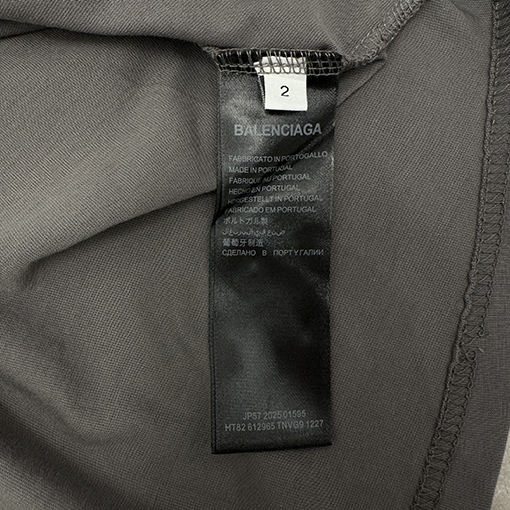 2
BALENCIAGA
FABBRICATO IN PORTOGALLO
MADE IN PORTUGAL
FABRIQUE AU PORTUGAL
HECHO EN PORTUGAL
HERGESTELLT IN PORTUGAL
FABRICADO EM PORTUGAL
ポルトガル製
葡萄牙制造
СДЕЛАНО В ПОРТУГАЛИИ
JP57 2025 01595
HT82 612965 TNVG9 1227